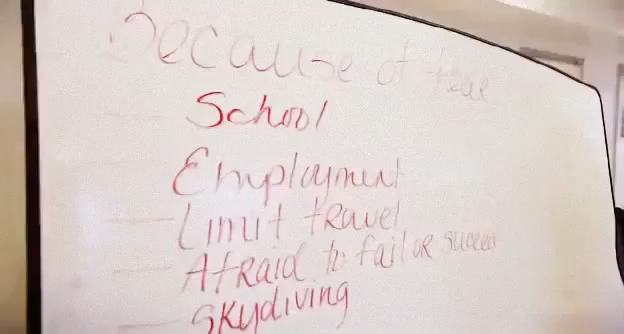 Because of fear
School
Employment
Limit travel
Afraid to fail or succeed
Skydiving